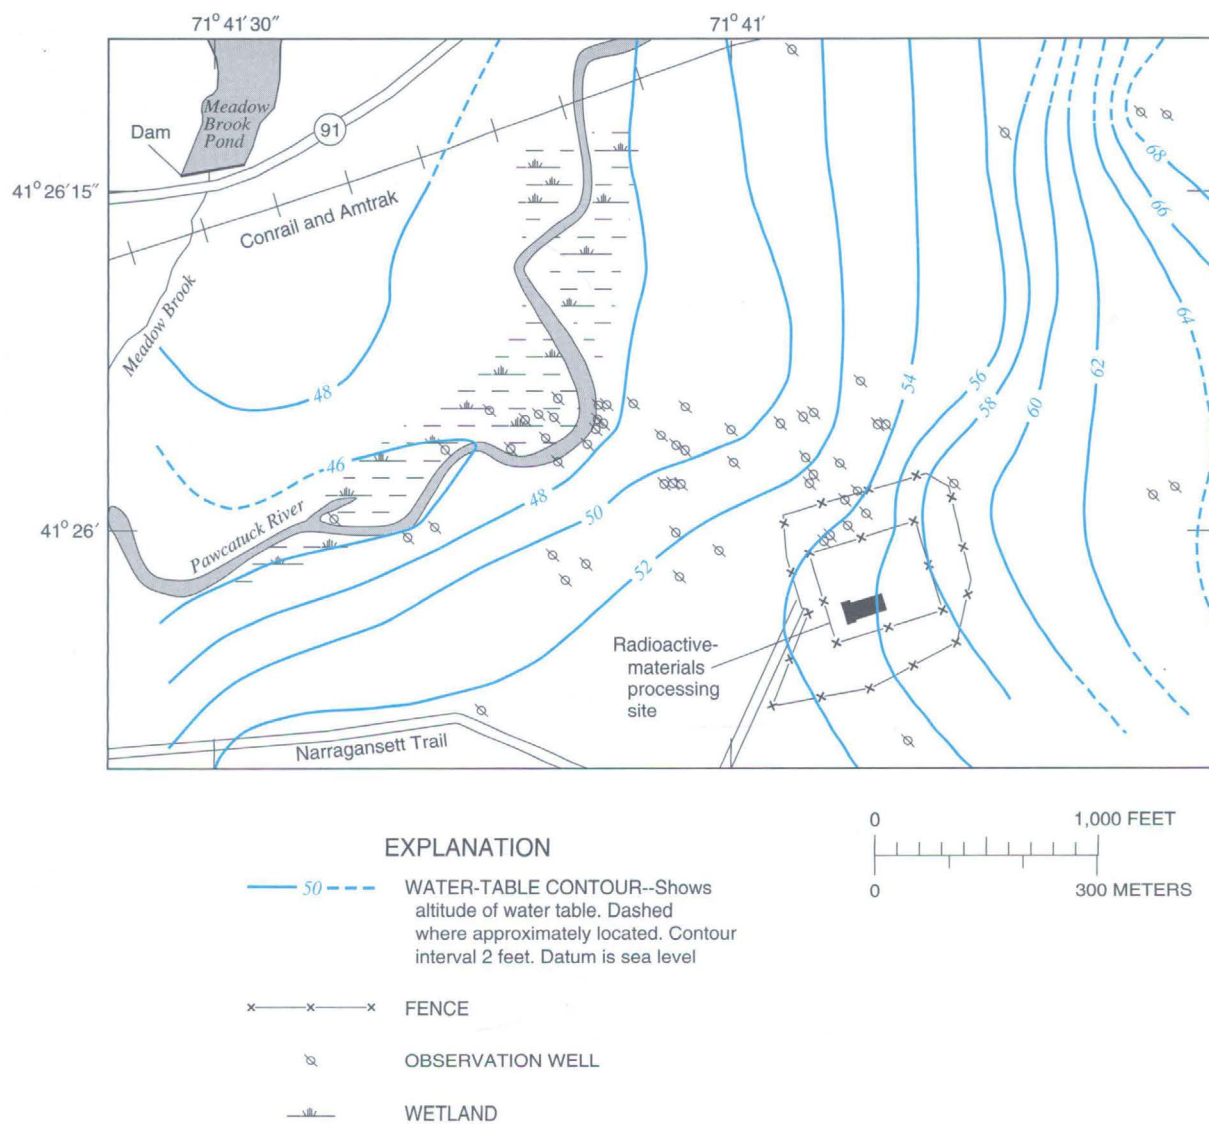 71° 41' 30"
71° 41'
Meadow
Brook
Pond
Dam
91
41° 26' 15"
Conrail and Amtrak
Meadow Brook
68
66
64
62
60
58
56
54
52
50
48
48
46
Pawcatuck River
41° 26'
Radioactive-
materials
processing
site
Narragansett Trail
0 1,000 FEET
0 300 METERS
EXPLANATION
50 WATER-TABLE CONTOUR--Shows
altitude of water table. Dashed
where approximately located. Contour
interval 2 feet. Datum is sea level
FENCE
OBSERVATION WELL
WETLAND